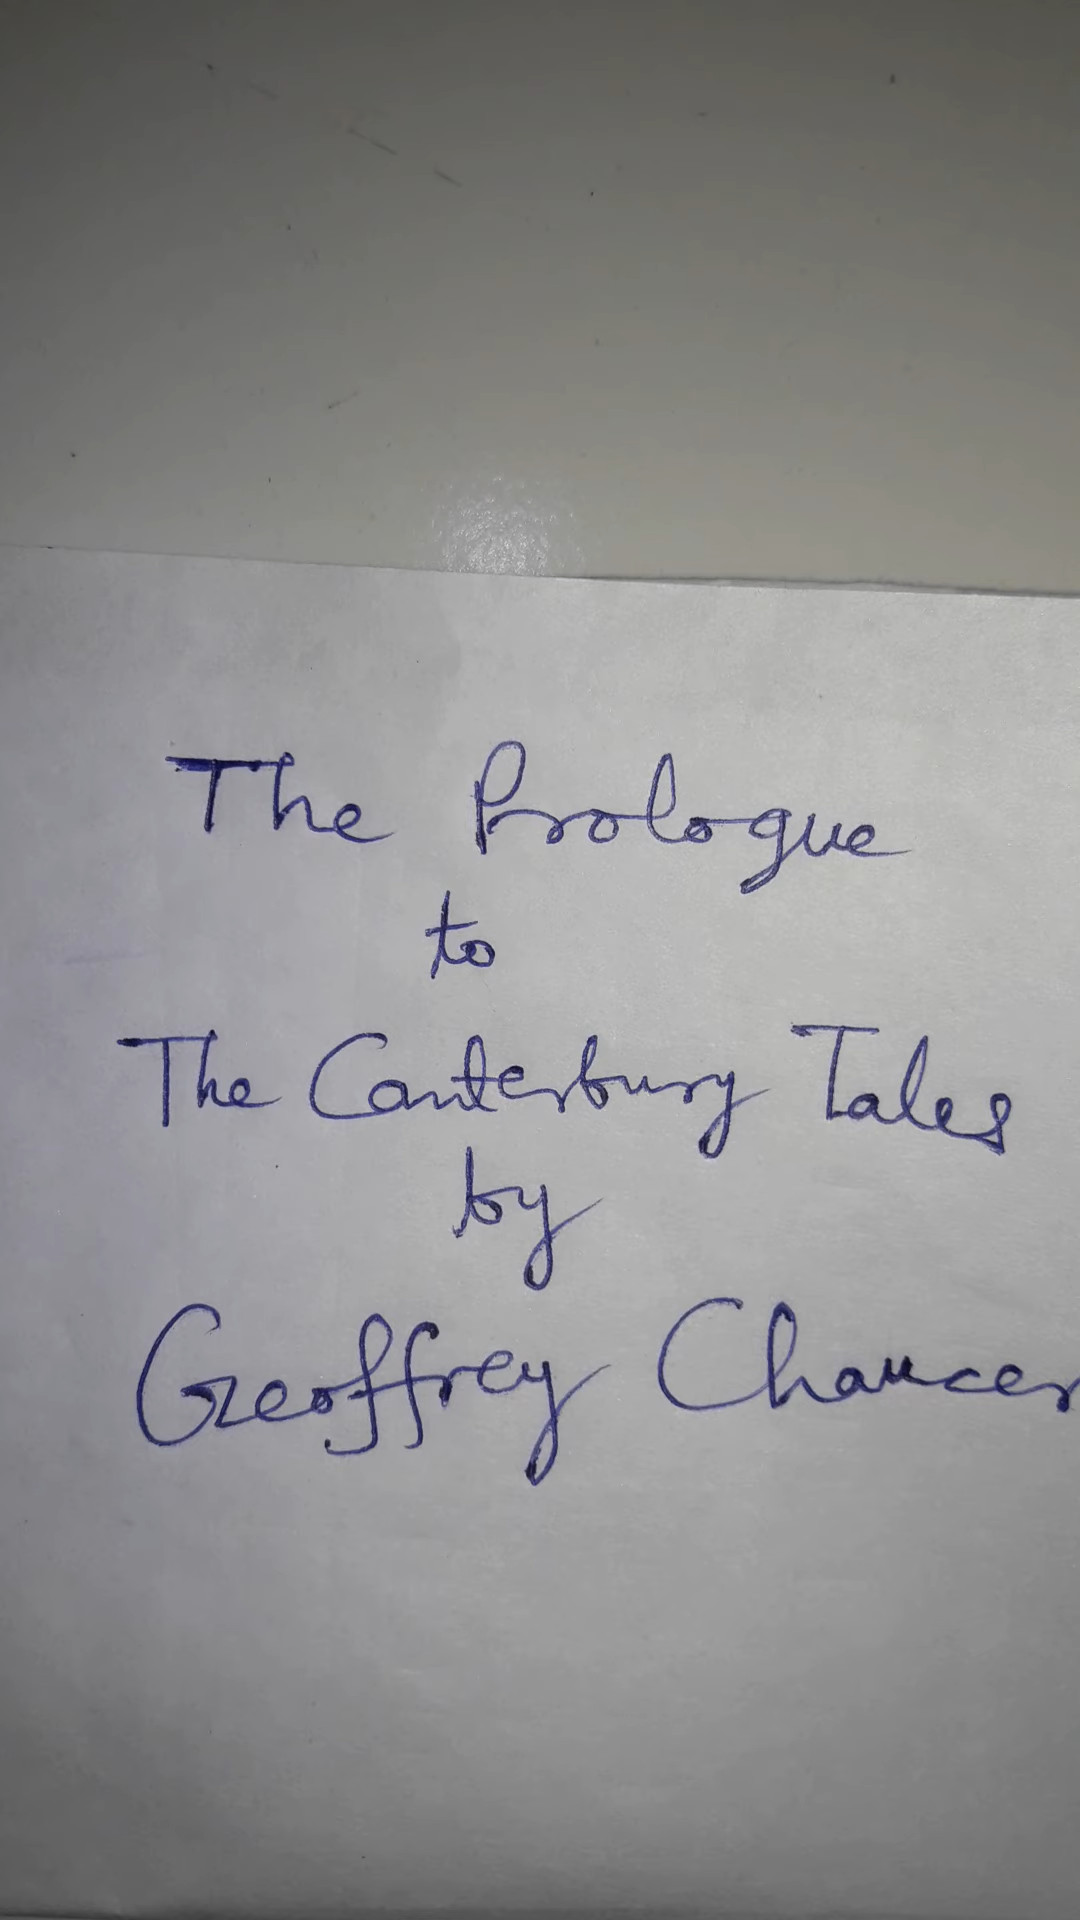 The Prologue
to
The Canterbury Tales
by
Geoffrey Chaucer